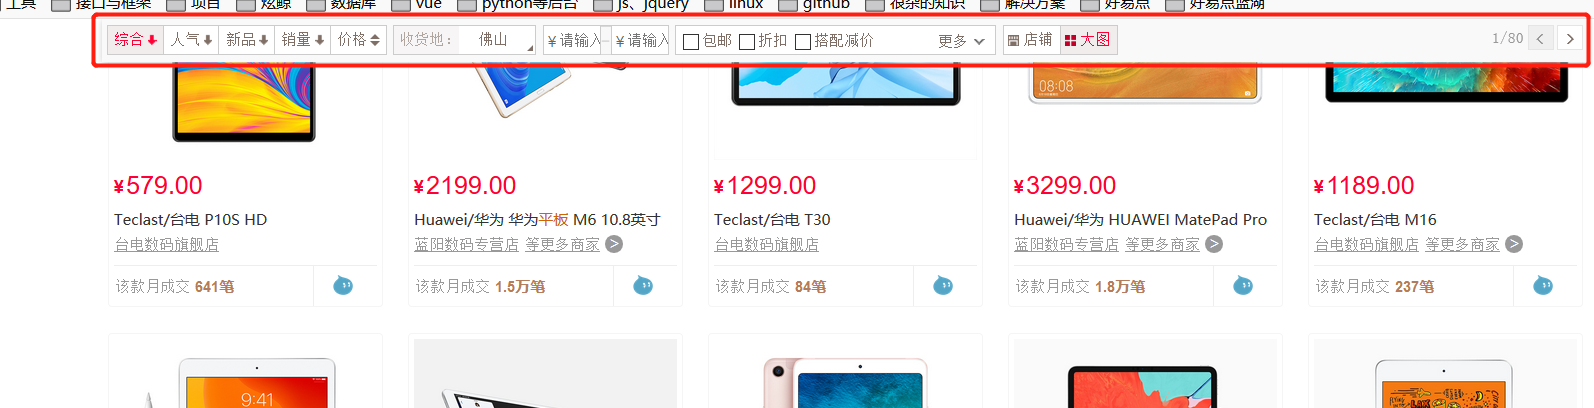 工具 接口与框架 项目 炫鲸 数据库 vue python等后台 js、jquery linux github 很杂的知识 解决方案 好易点 好易点蓝湖
综合 人气 新品 销量 价格 收货地： 佛山 ¥请输入 - ¥请输入 包邮 折扣 搭配减价 更多 店铺 大图 1/80 < >
08:08
¥579.00 ¥2199.00 ¥1299.00 ¥3299.00 ¥1189.00
Teclast/台电 P10S HD Huawei/华为 华为平板 M6 10.8英寸 Teclast/台电 T30 Huawei/华为 HUAWEI MatePad Pro Teclast/台电 M16
台电数码旗舰店 蓝阳数码专营店 等更多商家 > 台电数码旗舰店 蓝阳数码专营店 等更多商家 > 台电数码旗舰店 等更多商家 >
该款月成交 641笔 该款月成交 1.5万笔 该款月成交 84笔 该款月成交 1.8万笔 该款月成交 237笔
9:41